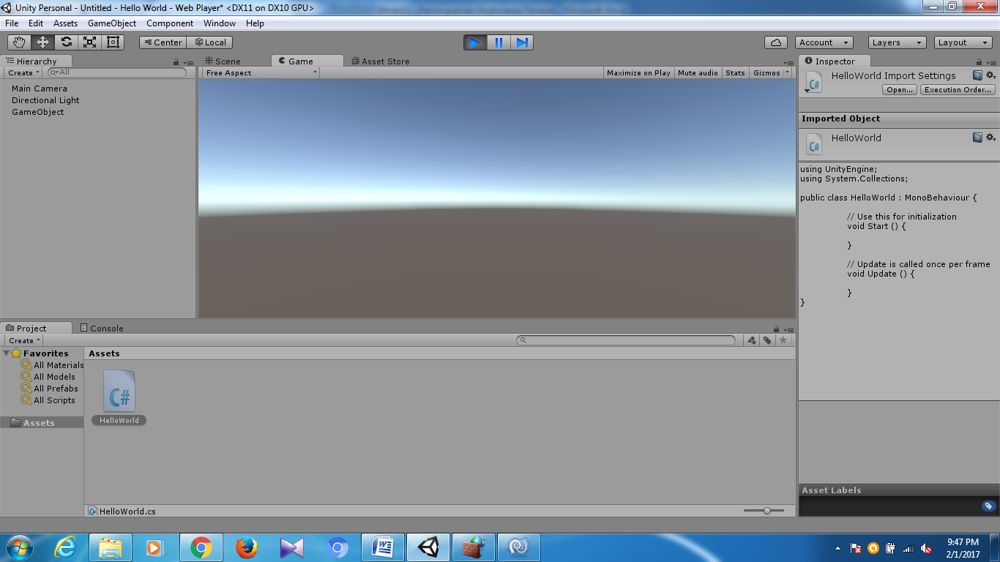 Unity Personal - Untitled - Hello World - Web Player* <DX11 on DX10 GPU>
File Edit Assets GameObject Component Window Help
Center Local Account Layers Layout
Hierarchy
Create All
Main Camera
Directional Light
GameObject
Scene Game Asset Store
Free Aspect Maximize on Play Mute audio Stats Gizmos
Inspector
C# HelloWorld Import Settings
Open... Execution Order...
Imported Object
C# HelloWorld
using UnityEngine;
using System.Collections;
public class HelloWorld : MonoBehaviour {
// Use this for initialization
void Start () {
}
// Update is called once per frame
void Update () {
}
}
Project Console
Create
Favorites
All Materials
All Models
All Prefabs
All Scripts
Assets
Assets
C#
HelloWorld
HelloWorld.cs
Asset Labels
9:47 PM
2/1/2017